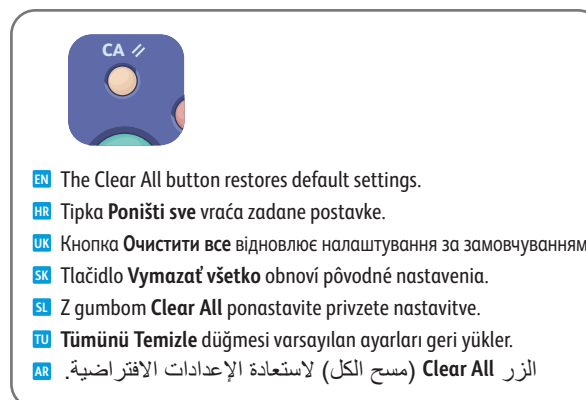 CA //
EN The Clear All button restores default settings.
HR Tipka Poništi sve vraća zadane postavke.
UK Кнопка Очистити все відновлює налаштування за замовчуванням
SK Tlačidlo Vymazať všetko obnoví pôvodné nastavenia.
SL Z gumbom Clear All ponastavite privzete nastavitve.
TU Tümünü Temizle düğmesi varsayılan ayarları geri yükler.
AR الزر Clear All (مسح الكل) لاستعادة الإعدادات الافتراضية.